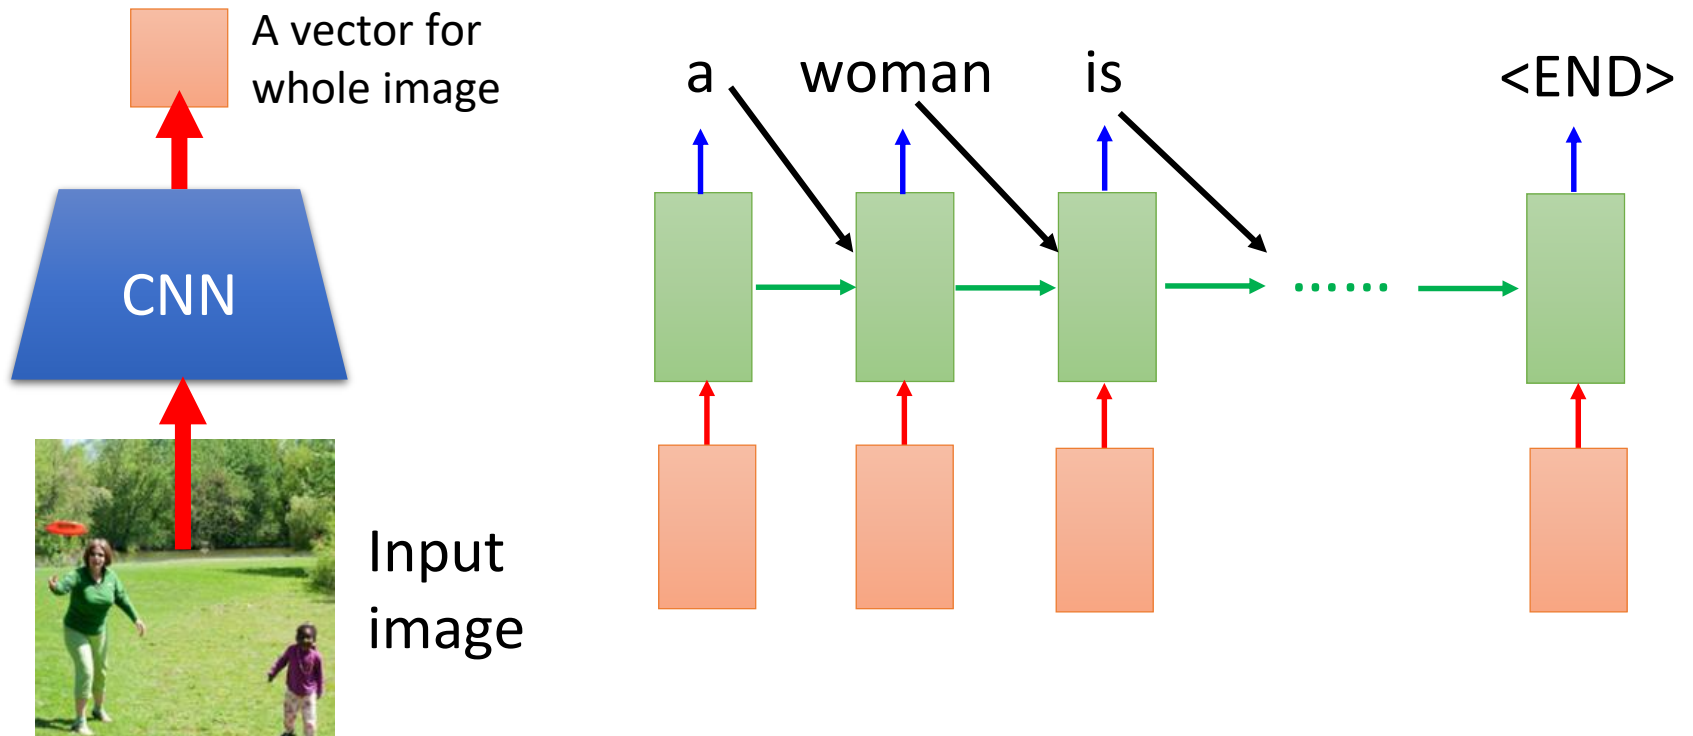 A vector for
whole image
CNN
Input
image
a woman is <END>
......